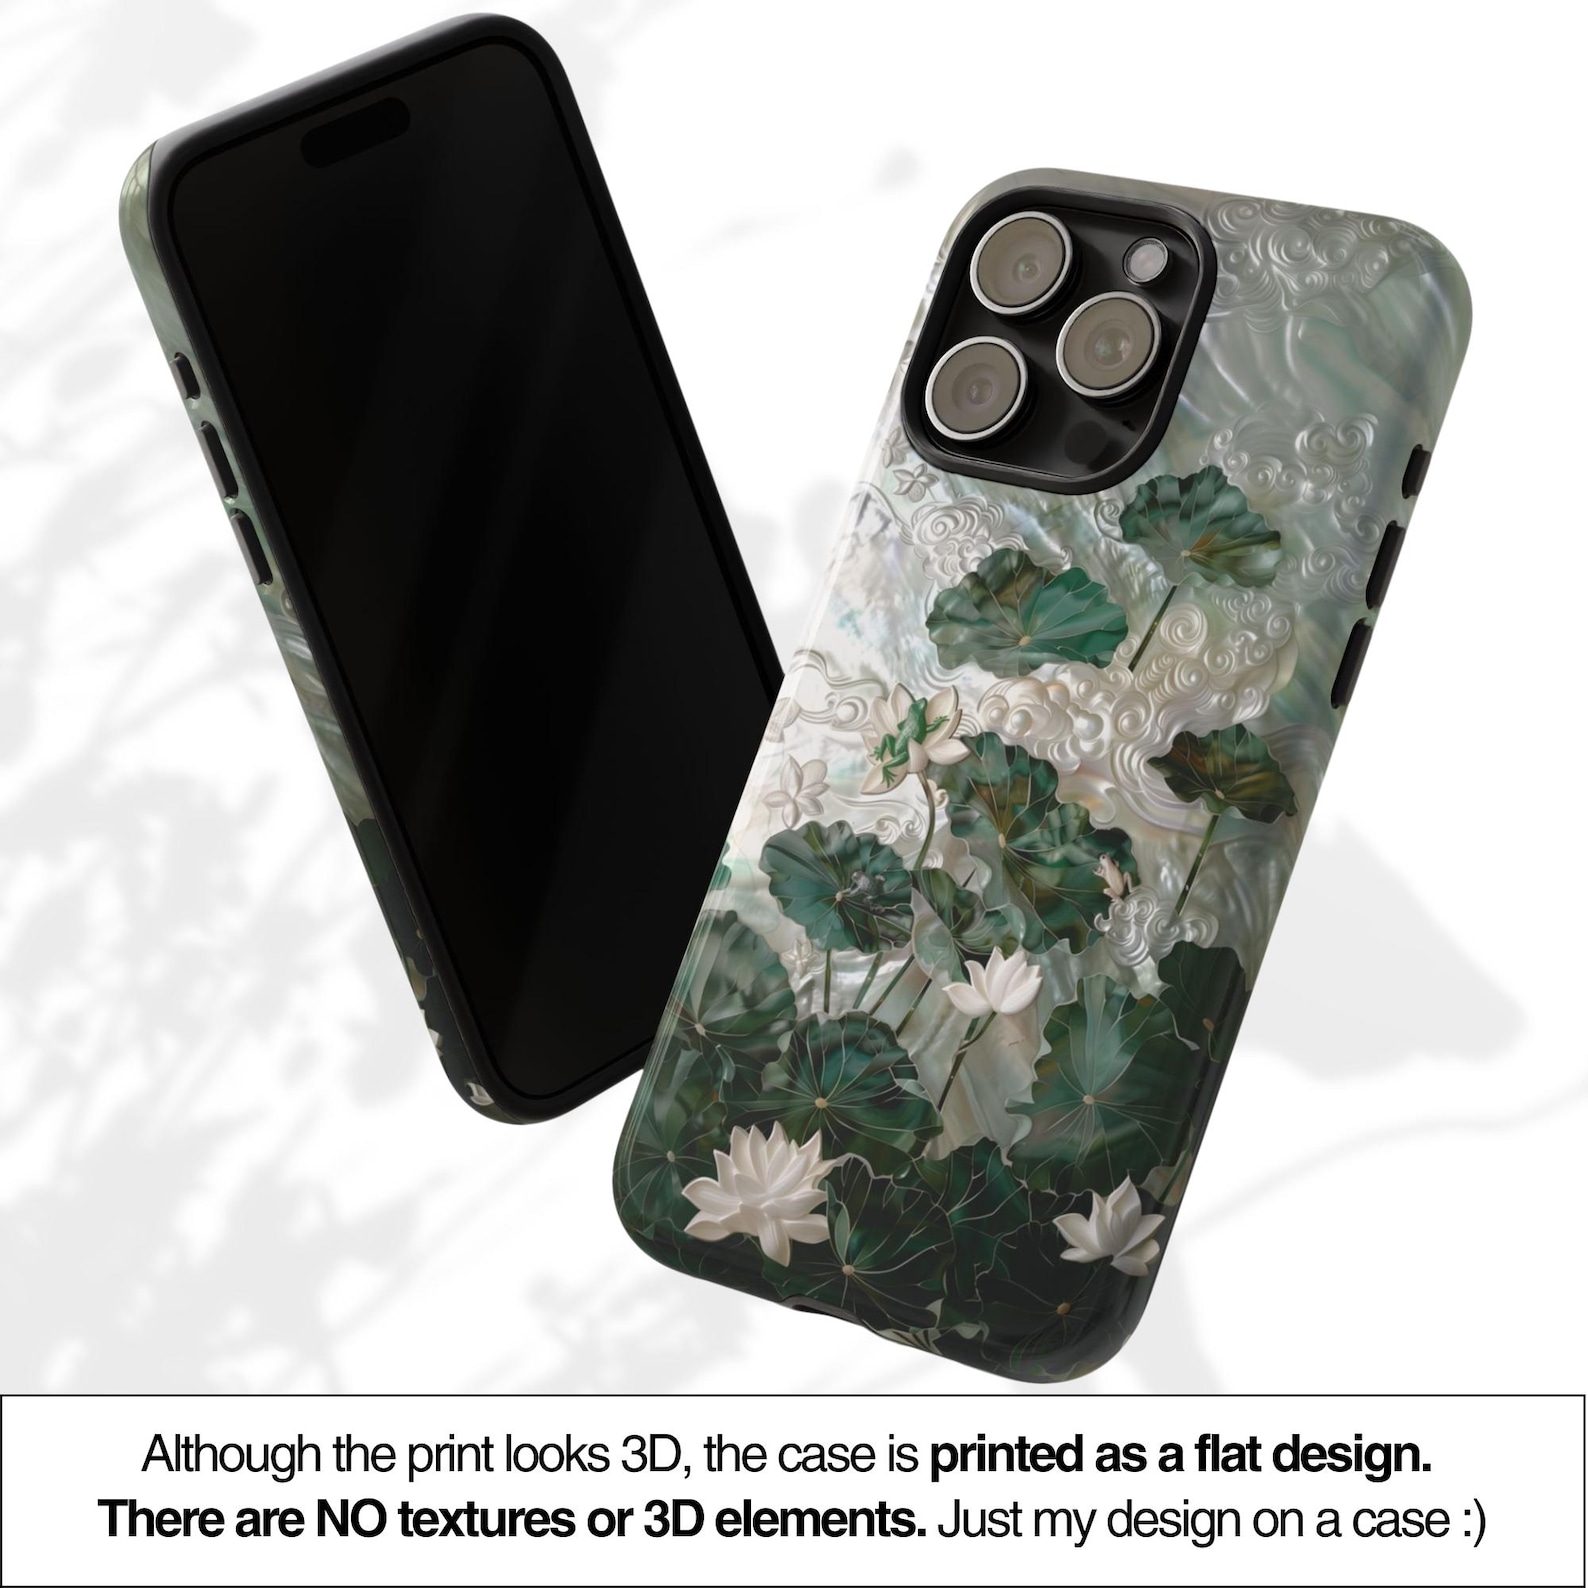 Although the print looks 3D, the case is printed as a flat design.
There are NO textures or 3D elements. Just my design on a case :)